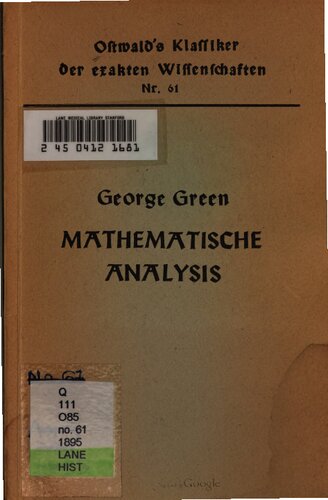 Ostwald's Klassiker
der exakten Wissenschaften
Nr. 61
LANE MEDICAL LIBRARY STANFORD
2 45 0412 1681
George Green
MATHEMATISCHE
ANALYSIS
Q
111
O85
no. 61
1895
LANE
HIST
Google